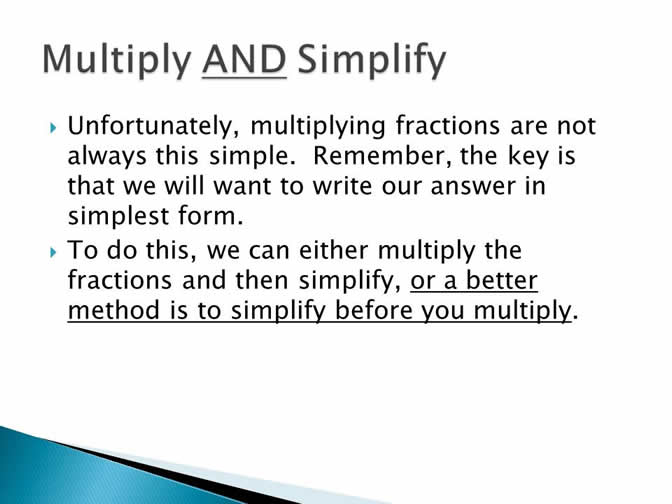 Multiply AND Simplify
Unfortunately, multiplying fractions are not
always this simple.  Remember, the key is
that we will want to write our answer in
simplest form.
To do this, we can either multiply the
fractions and then simplify, or a better
method is to simplify before you multiply.